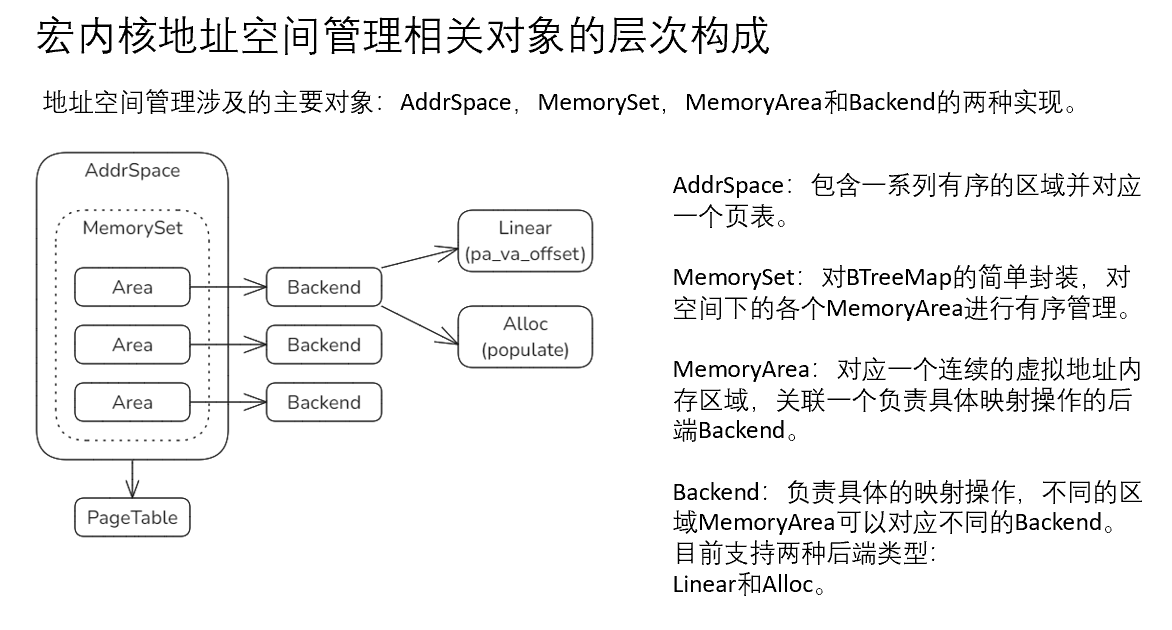 宏内核地址空间管理相关对象的层次构成
地址空间管理涉及的主要对象：AddrSpace，MemorySet，MemoryArea和Backend的两种实现。
AddrSpace
MemorySet
Area
Area
Area
Backend
Backend
Backend
Linear
(pa_va_offset)
Alloc
(populate)
PageTable
AddrSpace：包含一系列有序的区域并对应
一个页表。
MemorySet：对BTreeMap的简单封装，对
空间下的各个MemoryArea进行有序管理。
MemoryArea：对应一个连续的虚拟地址内
存区域，关联一个负责具体映射操作的后
端Backend。
Backend：负责具体的映射操作，不同的区
域MemoryArea可以对应不同的Backend。
目前支持两种后端类型：
Linear和Alloc。